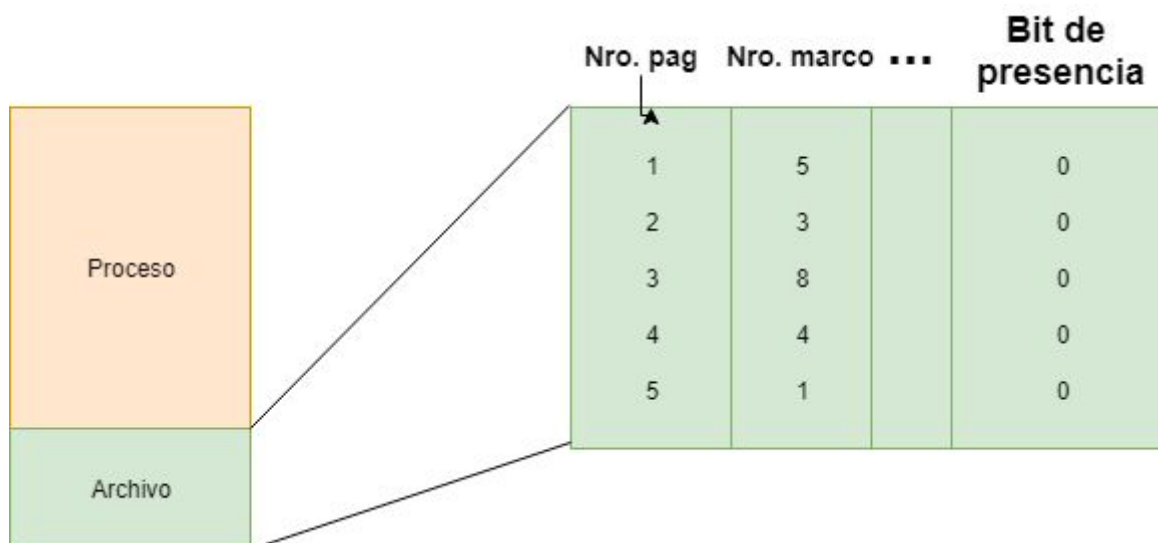 Nro. pag Nro. marco ... Bit de
presencia
1 5 0
2 3 0
Proceso
3 8 0
4 4 0
5 1 0
Archivo